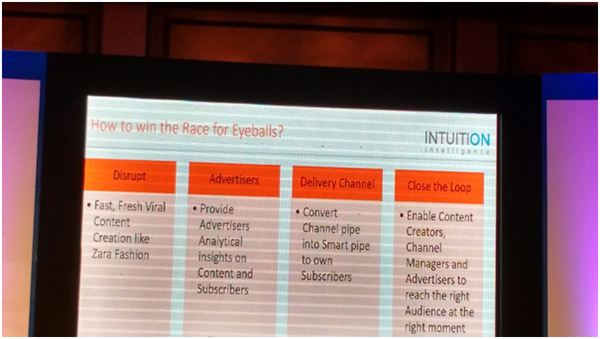 How to win the Race for Eyeballs?
INTUITION
.intelligence
Disrupt
• Fast, Fresh Viral
Content
Creation like
Zara Fashion
Advertisers
• Provide
Advertisers
Analytical
insights on
Content and
Subscribers
Delivery Channel
• Convert
Channel pipe
into Smart pipe
to own
Subscribers
Close the Loop
• Enable Content
Creators,
Channel
Managers and
Advertisers to
reach the right
Audience at the
right moment